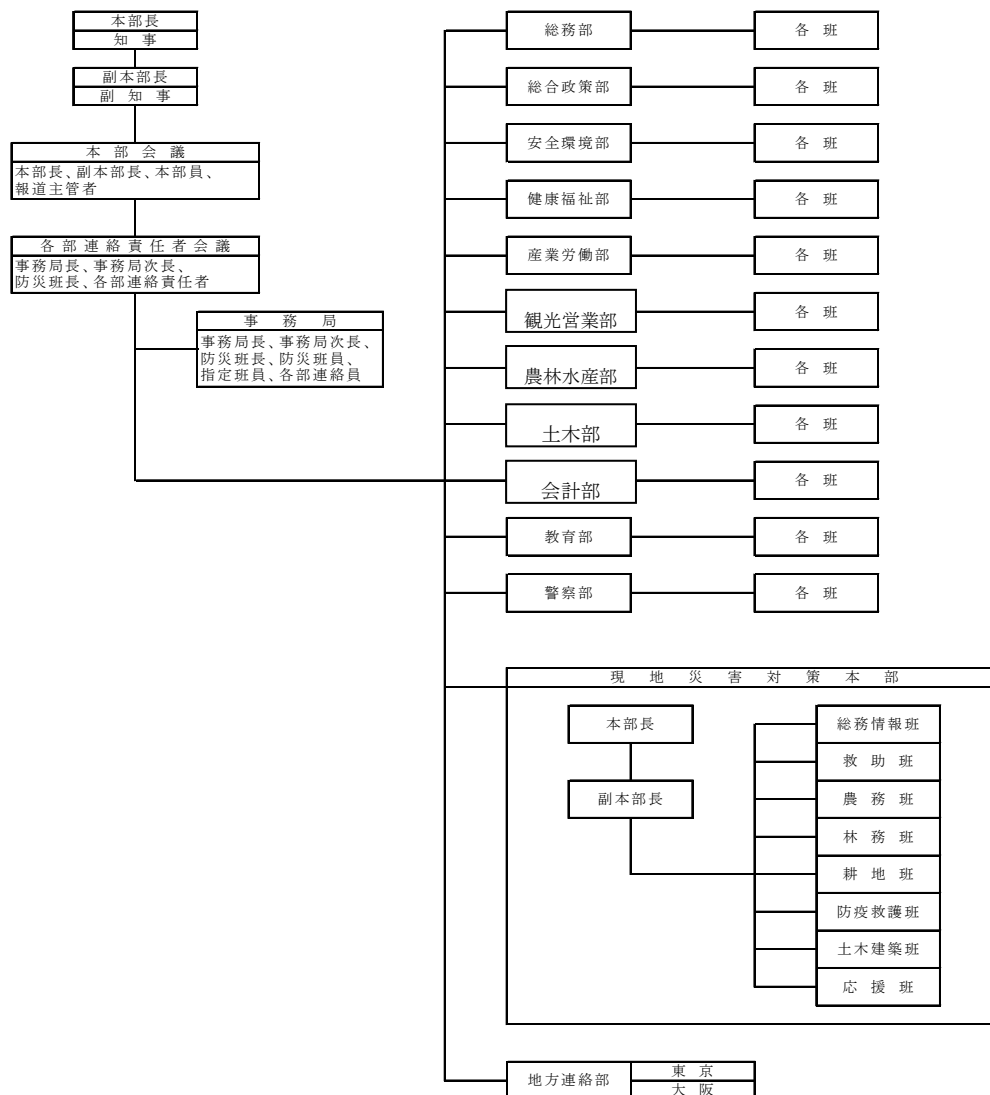 本部長
知 事
副本部長
副 知 事
本 部 会 議
本部長、副本部長、本部員、
報道主管者
各 部 連 絡 責 任 者 会 議
事務局長、事務局次長、
防災班長、各部連絡責任者
事 務 局
事務局長、事務局次長、
防災班長、防災班員、
指定班員、各部連絡員
総務部 各 班
総合政策部 各 班
安全環境部 各 班
健康福祉部 各 班
産業労働部 各 班
観光営業部 各 班
農林水産部 各 班
土木部 各 班
会計部 各 班
教育部 各 班
警察部 各 班
現 地 災 害 対 策 本 部
本部長
副本部長
総務情報班
救 助 班
農 務 班
林 務 班
耕 地 班
防疫救護班
土木建築班
応 援 班
地方連絡部
東 京
大 阪